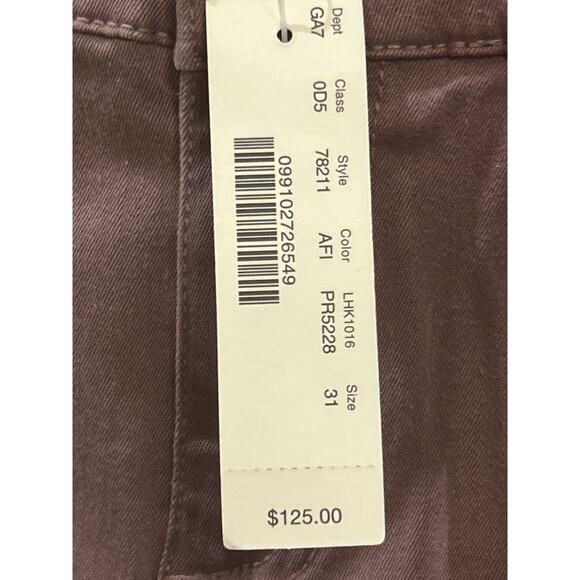 Dept Class Style Color LHK1016 Size
GA7 0D5 78211 AFI PR5228 31
099102726549
$125.00